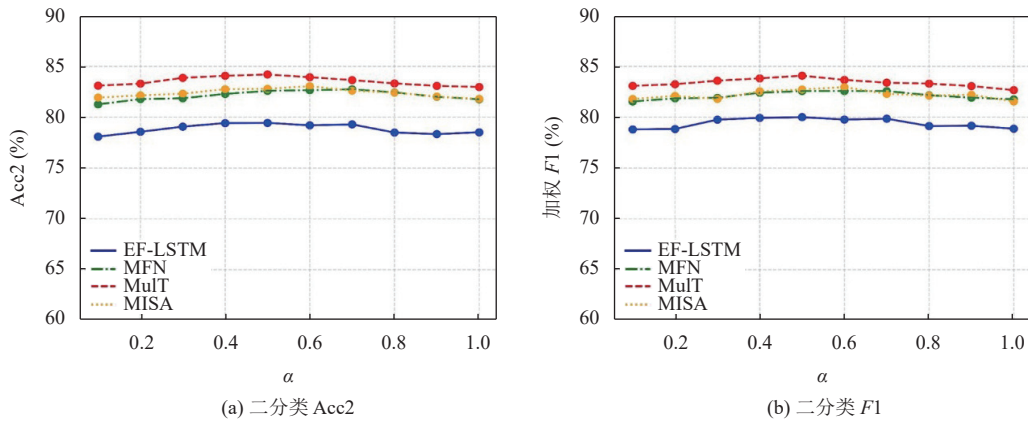 90
85
80
75
70
65
60
Acc2 (%)
EF-LSTM
MFN
MulT
MISA
0.2 0.4 0.6 0.8 1.0
α
(a) 二分类 Acc2
90
85
80
75
70
65
60
加权 F1 (%)
EF-LSTM
MFN
MulT
MISA
0.2 0.4 0.6 0.8 1.0
α
(b) 二分类 F1